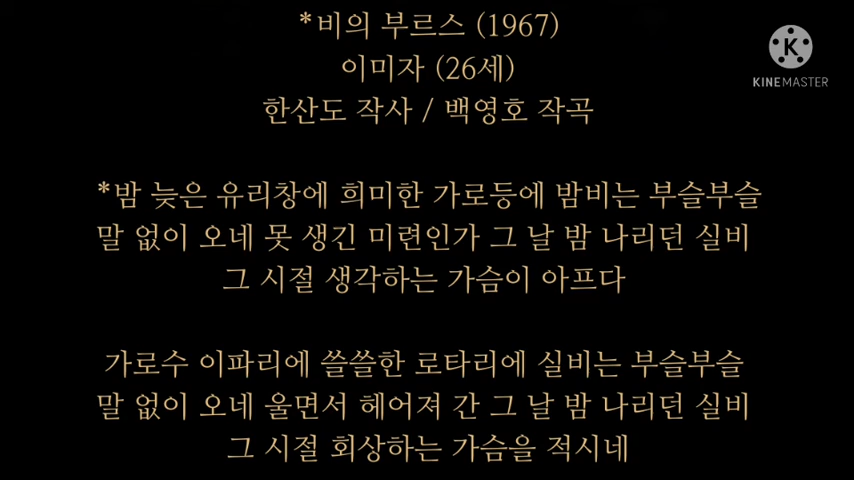 *비의 부르스 (1967)
이미자 (26세)
한산도 작사 / 백영호 작곡
K
KINEMASTER
*밤 늦은 유리창에 희미한 가로등에 밤비는 부슬부슬
말 없이 오네 못 생긴 미련인가 그 날 밤 나리던 실비
그 시절 생각하는 가슴이 아프다
가로수 이파리에 쓸쓸한 로타리에 실비는 부슬부슬
말 없이 오네 울면서 헤어져 간 그 날 밤 나리던 실비
그 시절 회상하는 가슴을 적시네